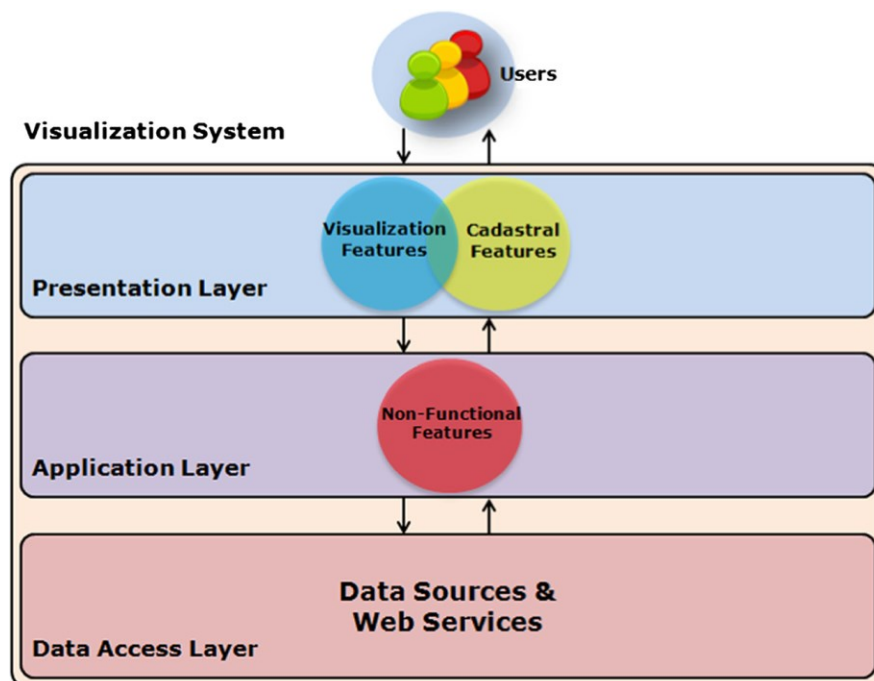 Users
Visualization System
Visualization
Features
Cadastral
Features
Presentation Layer
Non-Functional
Features
Application Layer
Data Sources &
Web Services
Data Access Layer